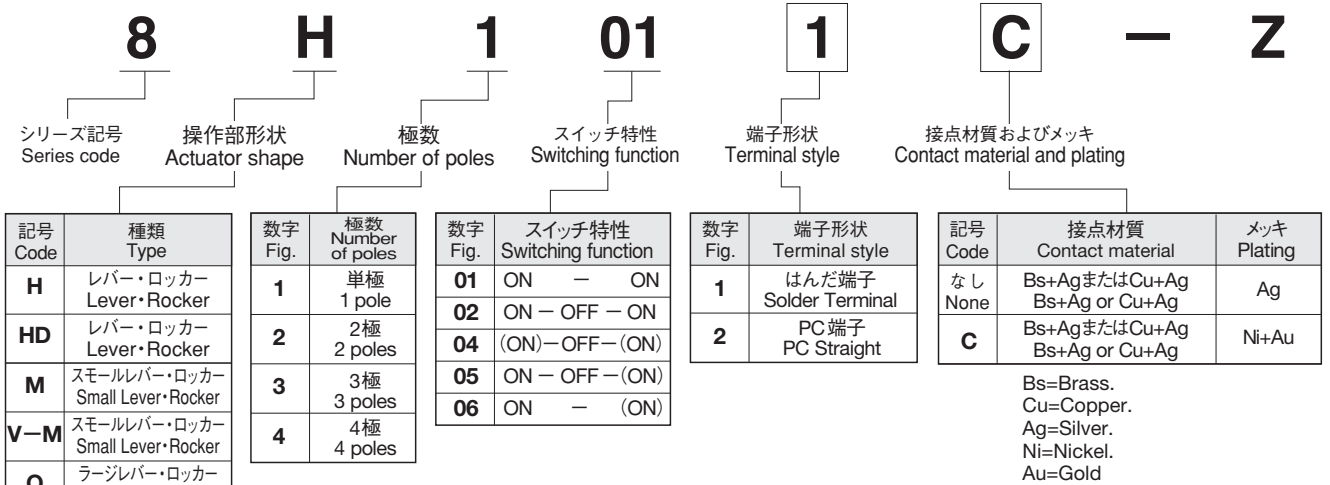 8 H 1 01 1 C － Z
シリーズ記号
Series code
操作部形状
Actuator shape
極数
Number of poles
スイッチ特性
Switching function
端子形状
Terminal style
接点材質およびメッキ
Contact material and plating
記号
Code
種類
Type
H
レバー・ロッカー
Lever・Rocker
HD
レバー・ロッカー
Lever・Rocker
M
スモールレバー・ロッカー
Small Lever・Rocker
V－M
スモールレバー・ロッカー
Small Lever・Rocker
ラージレバー・ロッカー
数字
Fig.
極数
Number
of poles
1
単極
1 pole
2
2極
2 poles
3
3極
3 poles
4
4極
4 poles
数字
Fig.
スイッチ特性
Switching function
01 ON － ON
02 ON － OFF － ON
04 (ON)－OFF－(ON)
05 ON － OFF －(ON)
06 ON － (ON)
数字
Fig.
端子形状
Terminal style
1
はんだ端子
Solder Terminal
2
PC端子
PC Straight
記号
Code
接点材質
Contact material
メッキ
Plating
なし
None
Bs+AgまたはCu+Ag
Bs+Ag or Cu+Ag
Ag
C
Bs+AgまたはCu+Ag
Bs+Ag or Cu+Ag
Ni+Au
Bs=Brass.
Cu=Copper.
Ag=Silver.
Ni=Nickel.
Au=Gold